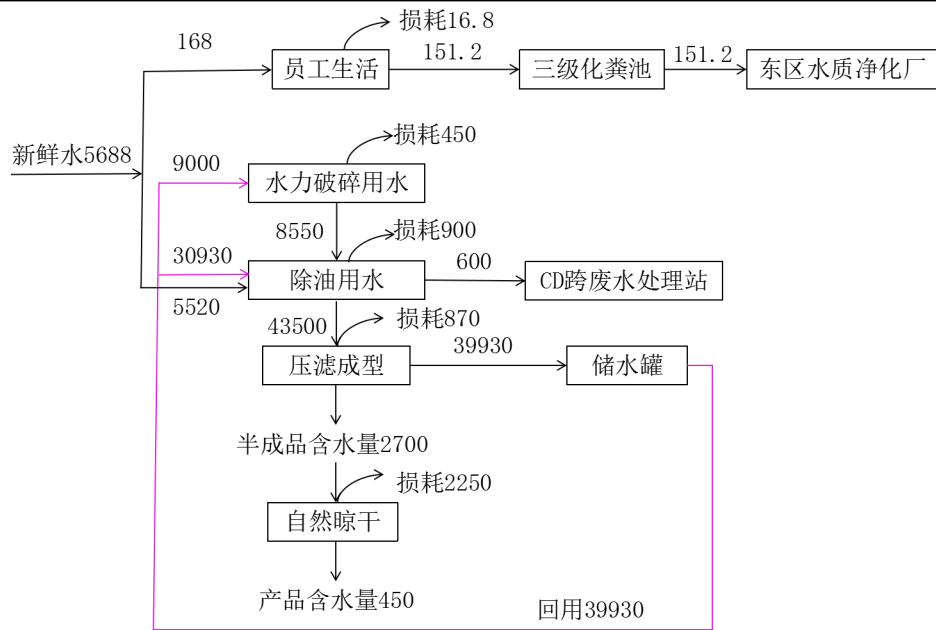 损耗16.8
168
员工生活
151.2
三级化粪池
151.2
东区水质净化厂
新鲜水5688
损耗450
9000
水力破碎用水
8550
损耗900
30930
除油用水
600
CD跨废水处理站
5520
43500
损耗870
压滤成型
39930
储水罐
半成品含水量2700
损耗2250
自然晾干
产品含水量450
回用39930